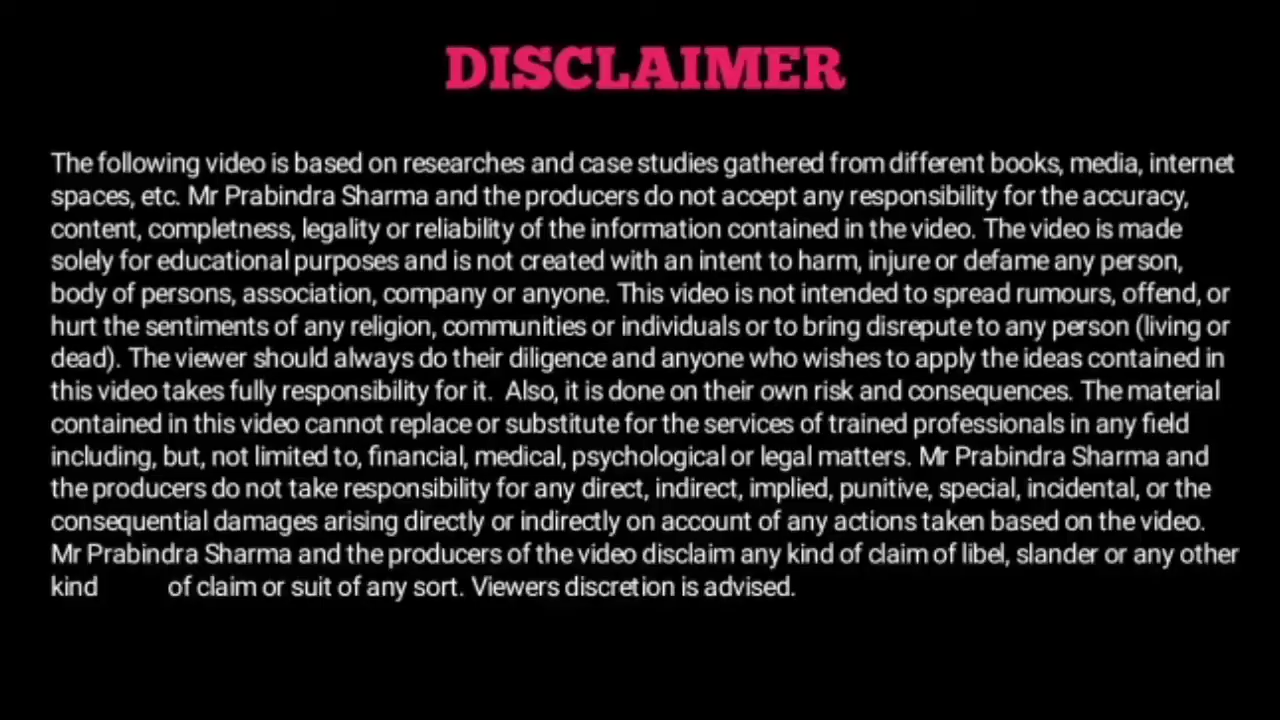 DISCLAIMER
The following video is based on researches and case studies gathered from different books, media, internet
spaces, etc. Mr Prabindra Sharma and the producers do not accept any responsibility for the accuracy,
content, completness, legality or reliability of the information contained in the video. The video is made
solely for educational purposes and is not created with an intent to harm, injure or defame any person,
body of persons, association, company or anyone. This video is not intended to spread rumours, offend, or
hurt the sentiments of any religion, communities or individuals or to bring disrepute to any person (living or
dead). The viewer should always do their diligence and anyone who wishes to apply the ideas contained in
this video takes fully responsibility for it.  Also, it is done on their own risk and consequences. The material
contained in this video cannot replace or substitute for the services of trained professionals in any field
including, but, not limited to, financial, medical, psychological or legal matters. Mr Prabindra Sharma and
the producers do not take responsibility for any direct, indirect, implied, punitive, special, incidental, or the
consequential damages arising directly or indirectly on account of any actions taken based on the video.
Mr Prabindra Sharma and the producers of the video disclaim any kind of claim of libel, slander or any other
kind of claim or suit of any sort. Viewers discretion is advised.